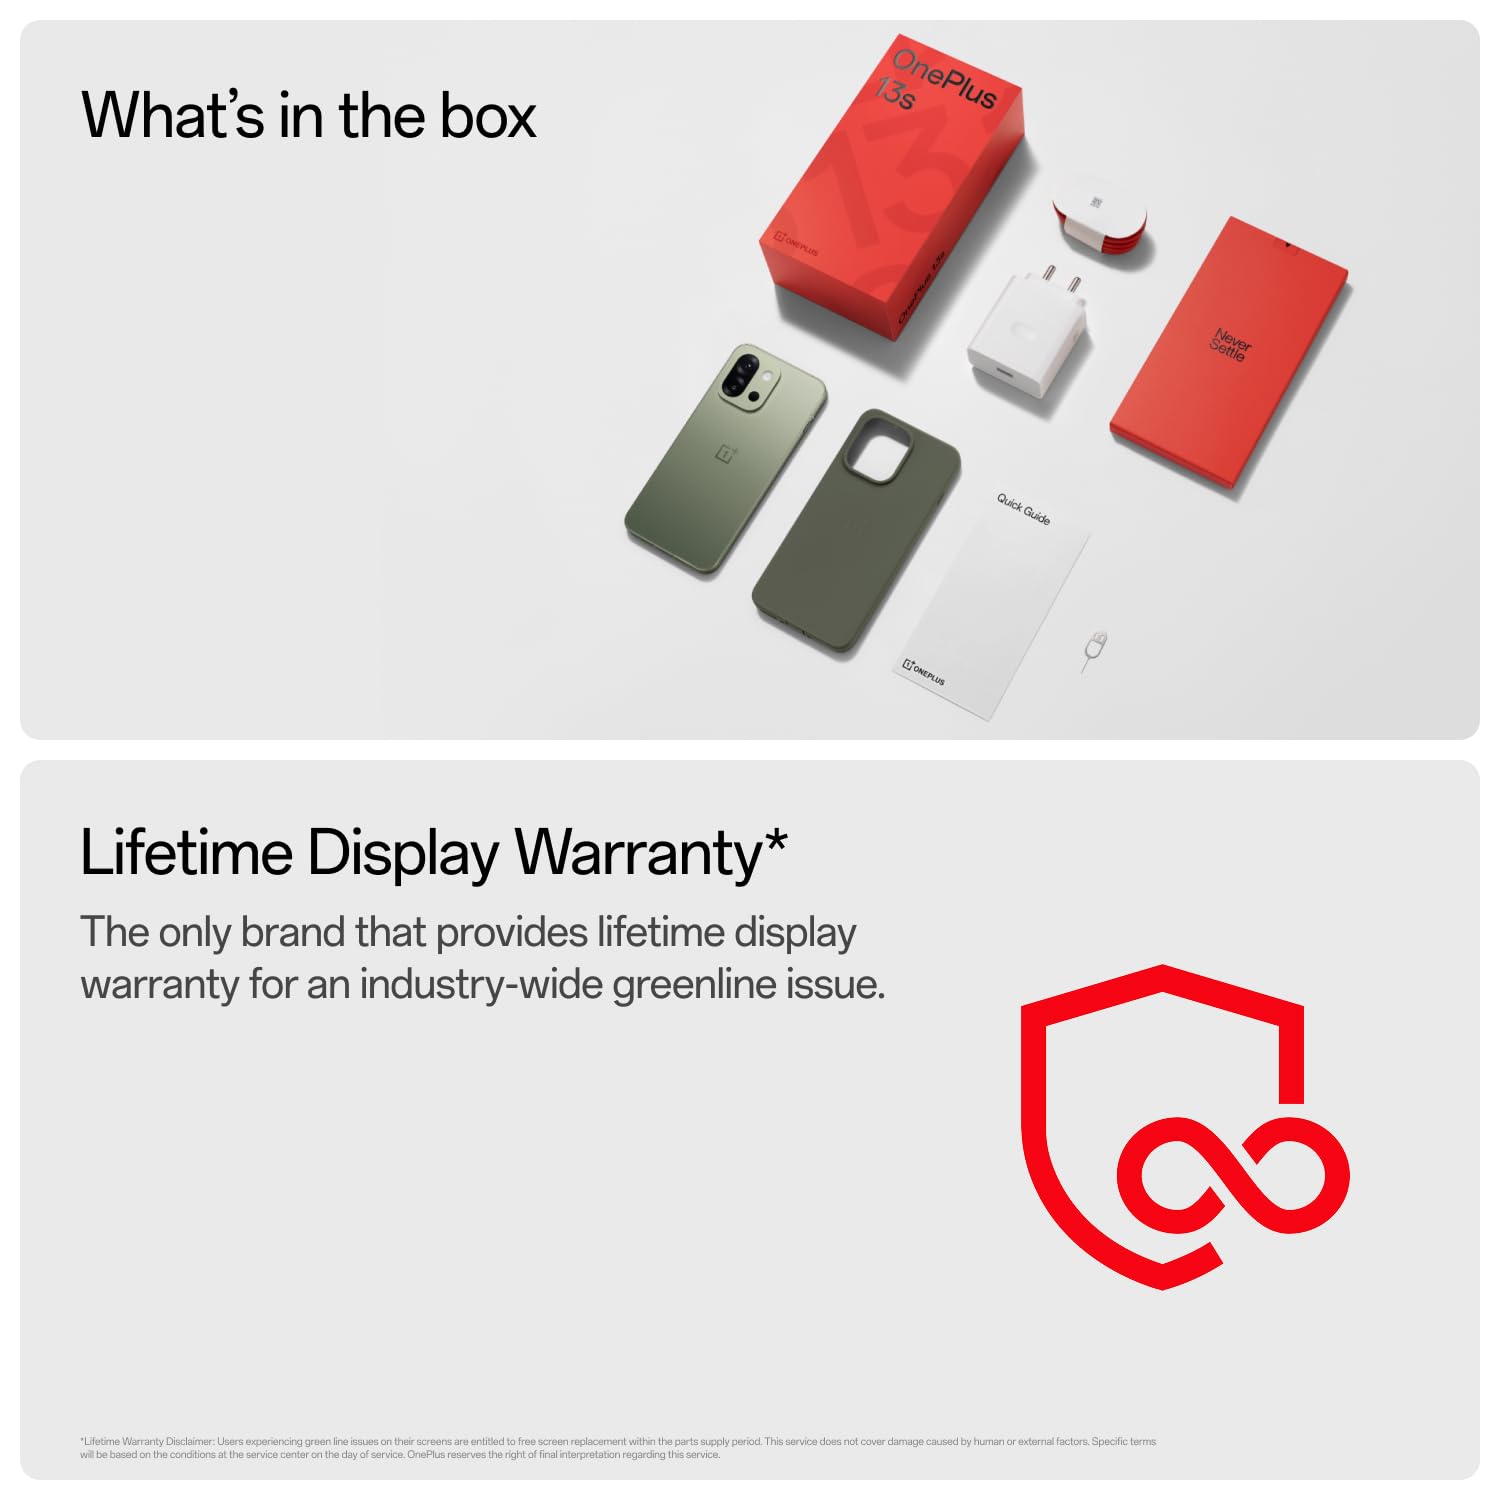 What’s in the box
OnePlus
13s
13
ONEPLUS
OnePlus 13s
Never
Settle
Quick Guide
ONEPLUS
Lifetime Display Warranty*
The only brand that provides lifetime display
warranty for an industry-wide greenline issue.
*Lifetime Warranty Disclaimer: Users experiencing green line issues on their screens are entitled to free screen replacement within the parts supply period. This service does not cover damage caused by human or external factors. Specific terms
will be based on the conditions at the service center on the day of service. OnePlus reserves the right of final interpretation regarding this service.